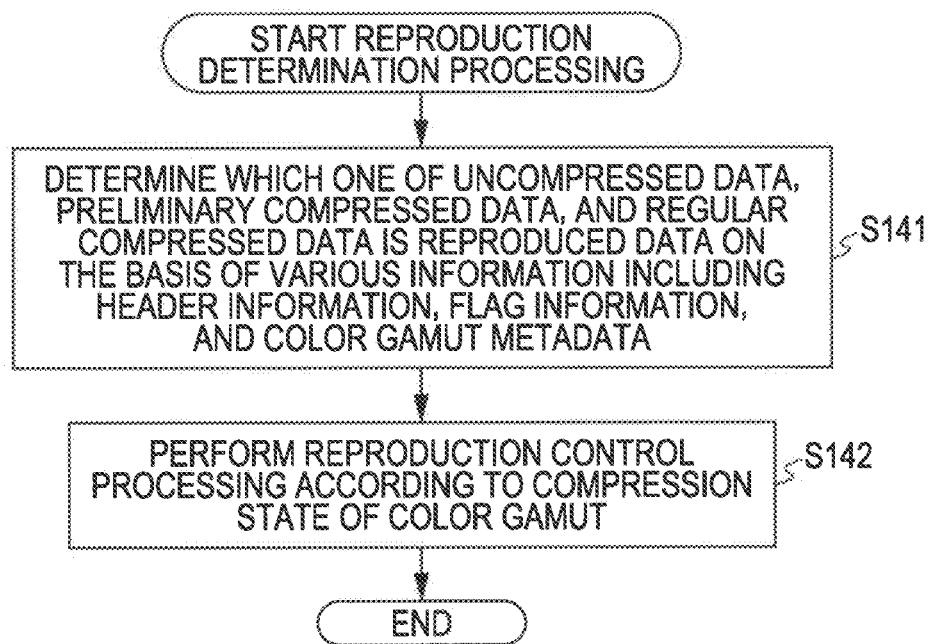 START REPRODUCTION
DETERMINATION PROCESSING
DETERMINE WHICH ONE OF UNCOMPRESSED DATA,
PRELIMINARY COMPRESSED DATA, AND REGULAR
COMPRESSED DATA IS REPRODUCED DATA ON
THE BASIS OF VARIOUS INFORMATION INCLUDING
HEADER INFORMATION, FLAG INFORMATION,
AND COLOR GAMUT METADATA
S141
PERFORM REPRODUCTION CONTROL
PROCESSING ACCORDING TO COMPRESSION
STATE OF COLOR GAMUT
S142
END